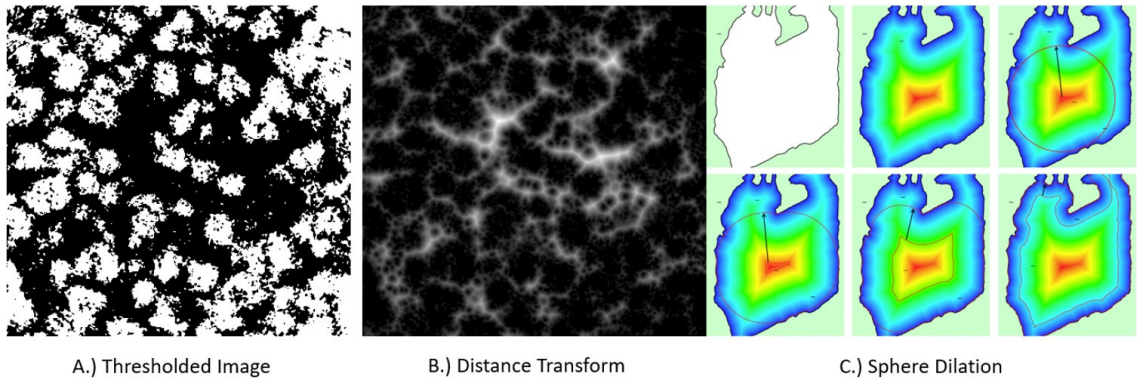 A.) Thresholded Image
B.) Distance Transform
C.) Sphere Dilation